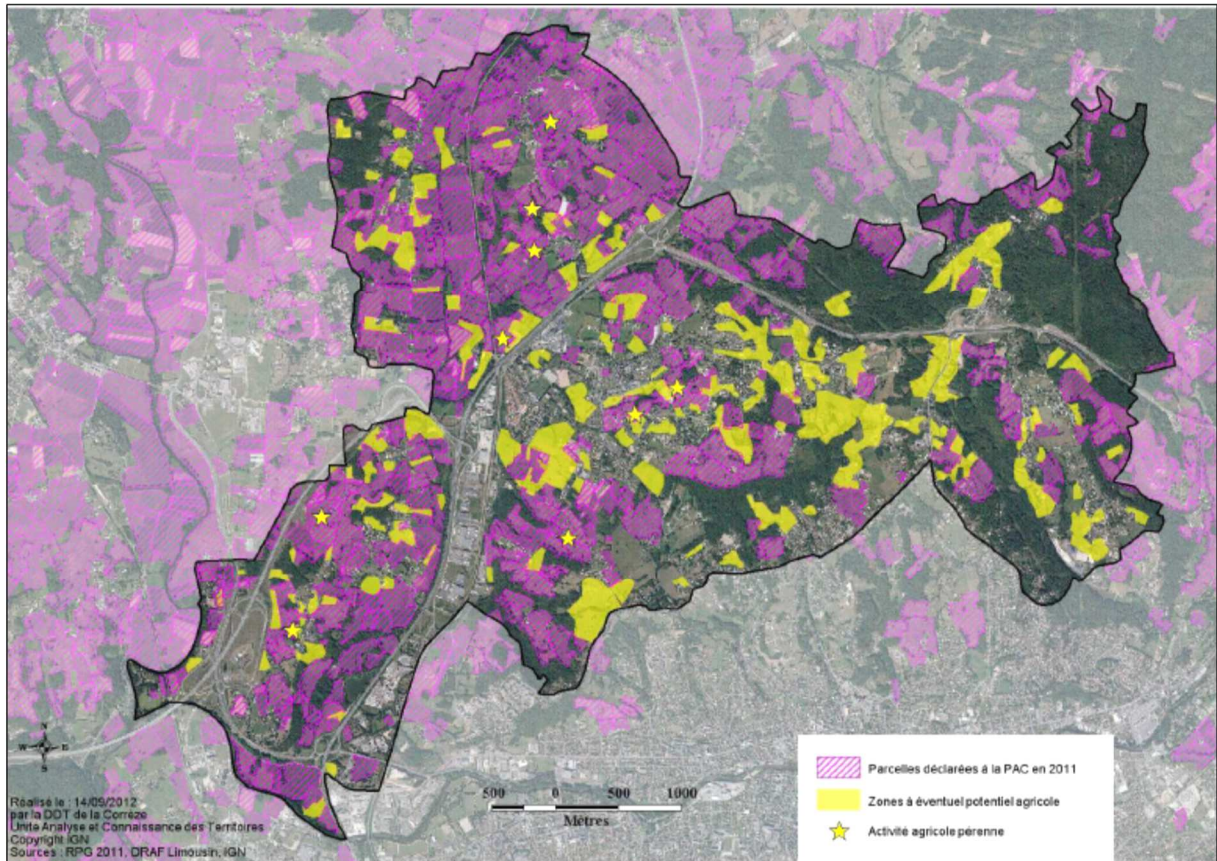 N
W E
S
Réalisé le : 14/09/2012
par la DDT de la Corrèze
Unité Analyse et Connaissance des Territoires
Copyright IGN
Sources : RPG 2011, DRAF Limousin, IGN
500 0 500 1000
Mètres
Parcelles déclarées à la PAC en 2011
Zones à éventuel potentiel agricole
Activité agricole pérenne